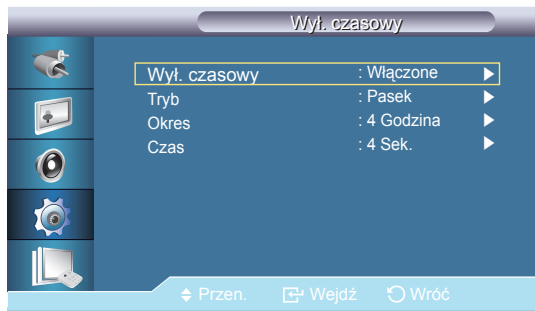 Wył. czasowy
Wył. czasowy : Włączone
Tryb : Pasek
Okres : 4 Godzina
Czas : 4 Sek.
Przen. Wejdź Wróć